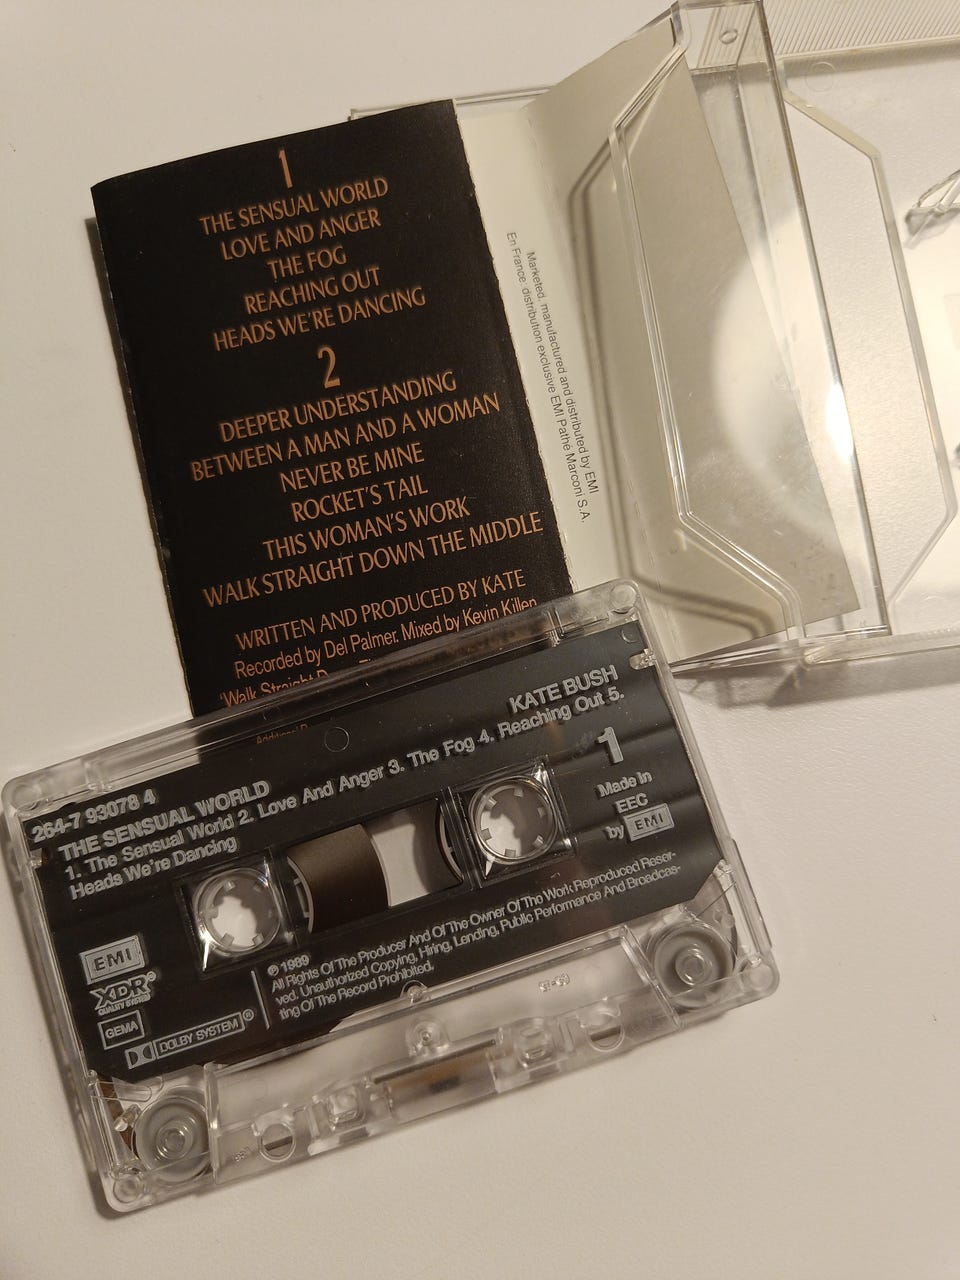 1
THE SENSUAL WORLD
LOVE AND ANGER
THE FOG
REACHING OUT
HEADS WE'RE DANCING
2
DEEPER UNDERSTANDING
BETWEEN A MAN AND A WOMAN
NEVER BE MINE
ROCKET'S TAIL
THIS WOMAN'S WORK
WALK STRAIGHT DOWN THE MIDDLE
WRITTEN AND PRODUCED BY KATE
Recorded by Del Palmer. Mixed by Kevin Killen
'Walk Straight
Marketed, manufactured and distributed by EMI
En France: distribution exclusive EMI Pathé Marconi S.A.
KATE BUSH
264-7 93078 4
THE SENSUAL WORLD
1. The Sensual World 2. Love And Anger 3. The Fog 4. Reaching Out 5.
Heads We're Dancing
1
Made In
EEC
by EMI
EMI
XDR®
QUALITY SYSTEM
GEMA
DOLBY SYSTEM®
℗ 1989
All Rights Of The Producer And Of The Owner Of The Work Reproduced Reser-
ved. Unauthorized Copying, Hiring, Lending, Public Performance And Broadcas-
ting Of The Record Prohibited.